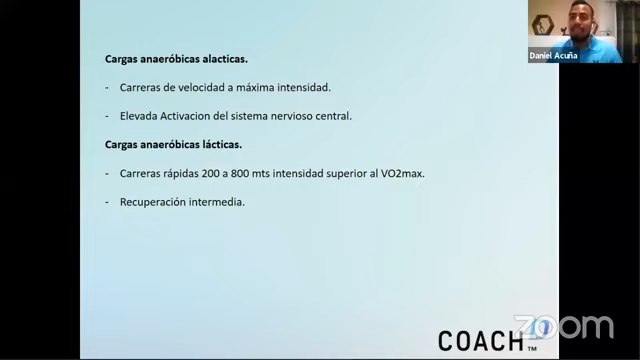 Cargas anaeróbicas alacticas.
- Carreras de velocidad a máxima intensidad.
- Elevada Activacion del sistema nervioso central.
Cargas anaeróbicas lácticas.
- Carreras rápidas 200 a 800 mts intensidad superior al VO2max.
- Recuperación intermedia.
Daniel Acuña
COACH
TM
zoom